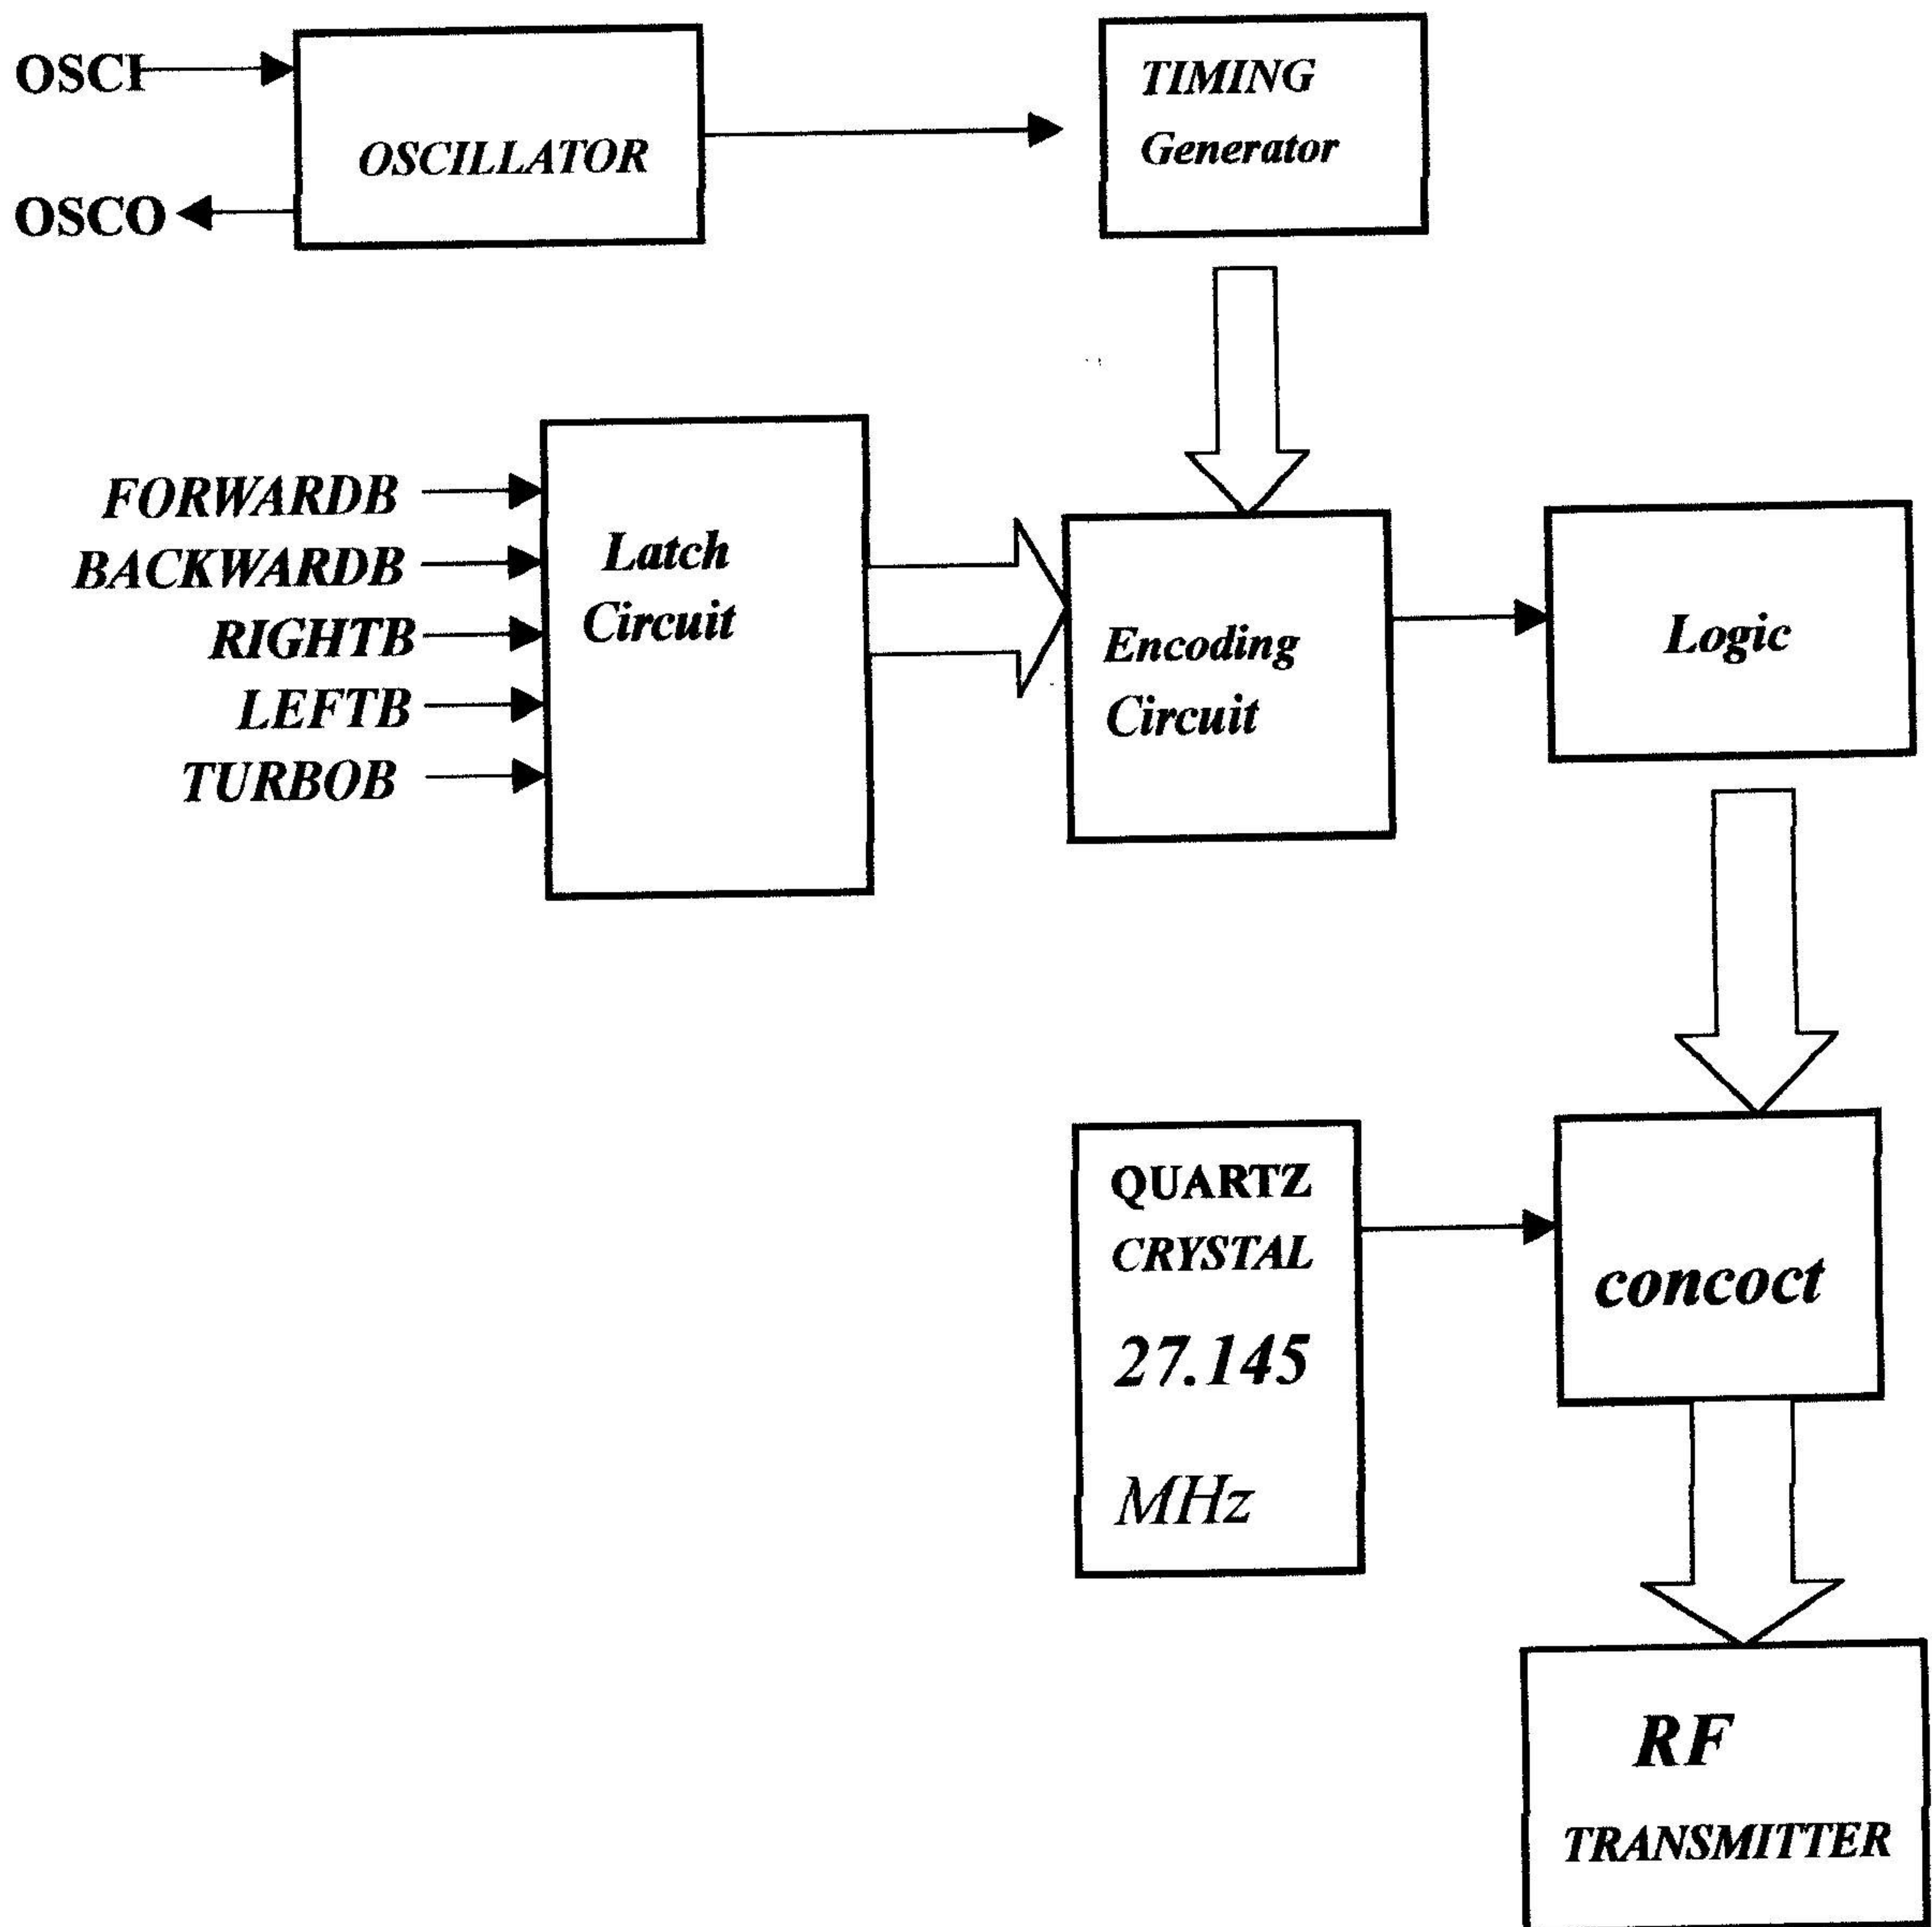 OSCI
OSCO
OSCILLATOR
TIMING
Generator
FORWARDB
BACKWARDB
RIGHTB
LEFTB
TURBOB
Latch
Circuit
Encoding
Circuit
Logic
QUARTZ
CRYSTAL
27.145
MHz
concoct
RF
TRANSMITTER